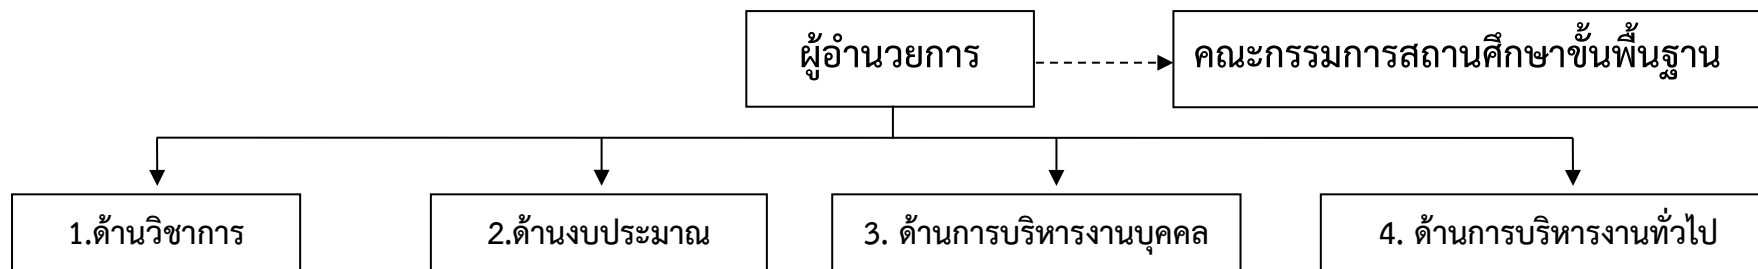 ผู้อำนวยการ
คณะกรรมการสถานศึกษาขั้นพื้นฐาน
1.ด้านวิชาการ
2.ด้านงบประมาณ
3. ด้านการบริหารงานบุคคล
4. ด้านการบริหารงานทั่วไป